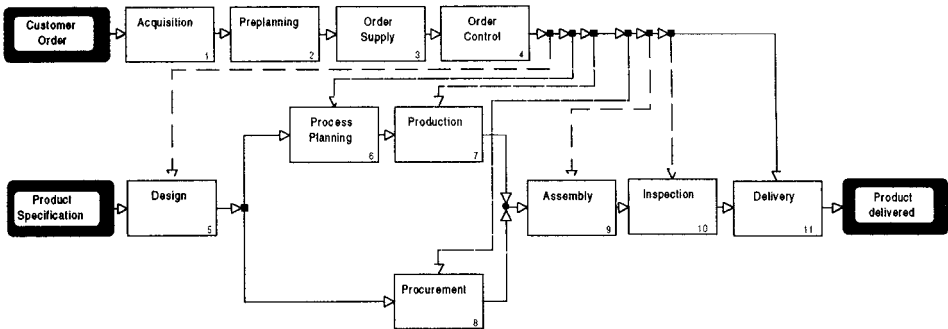 Customer
Order
Acquisition
1
Preplanning
2
Order
Supply
3
Order
Control
4
Process
Planning
6
Production
7
Product
Specification
Design
5
Assembly
9
Inspection
10
Delivery
11
Product
delivered
Procurement
8